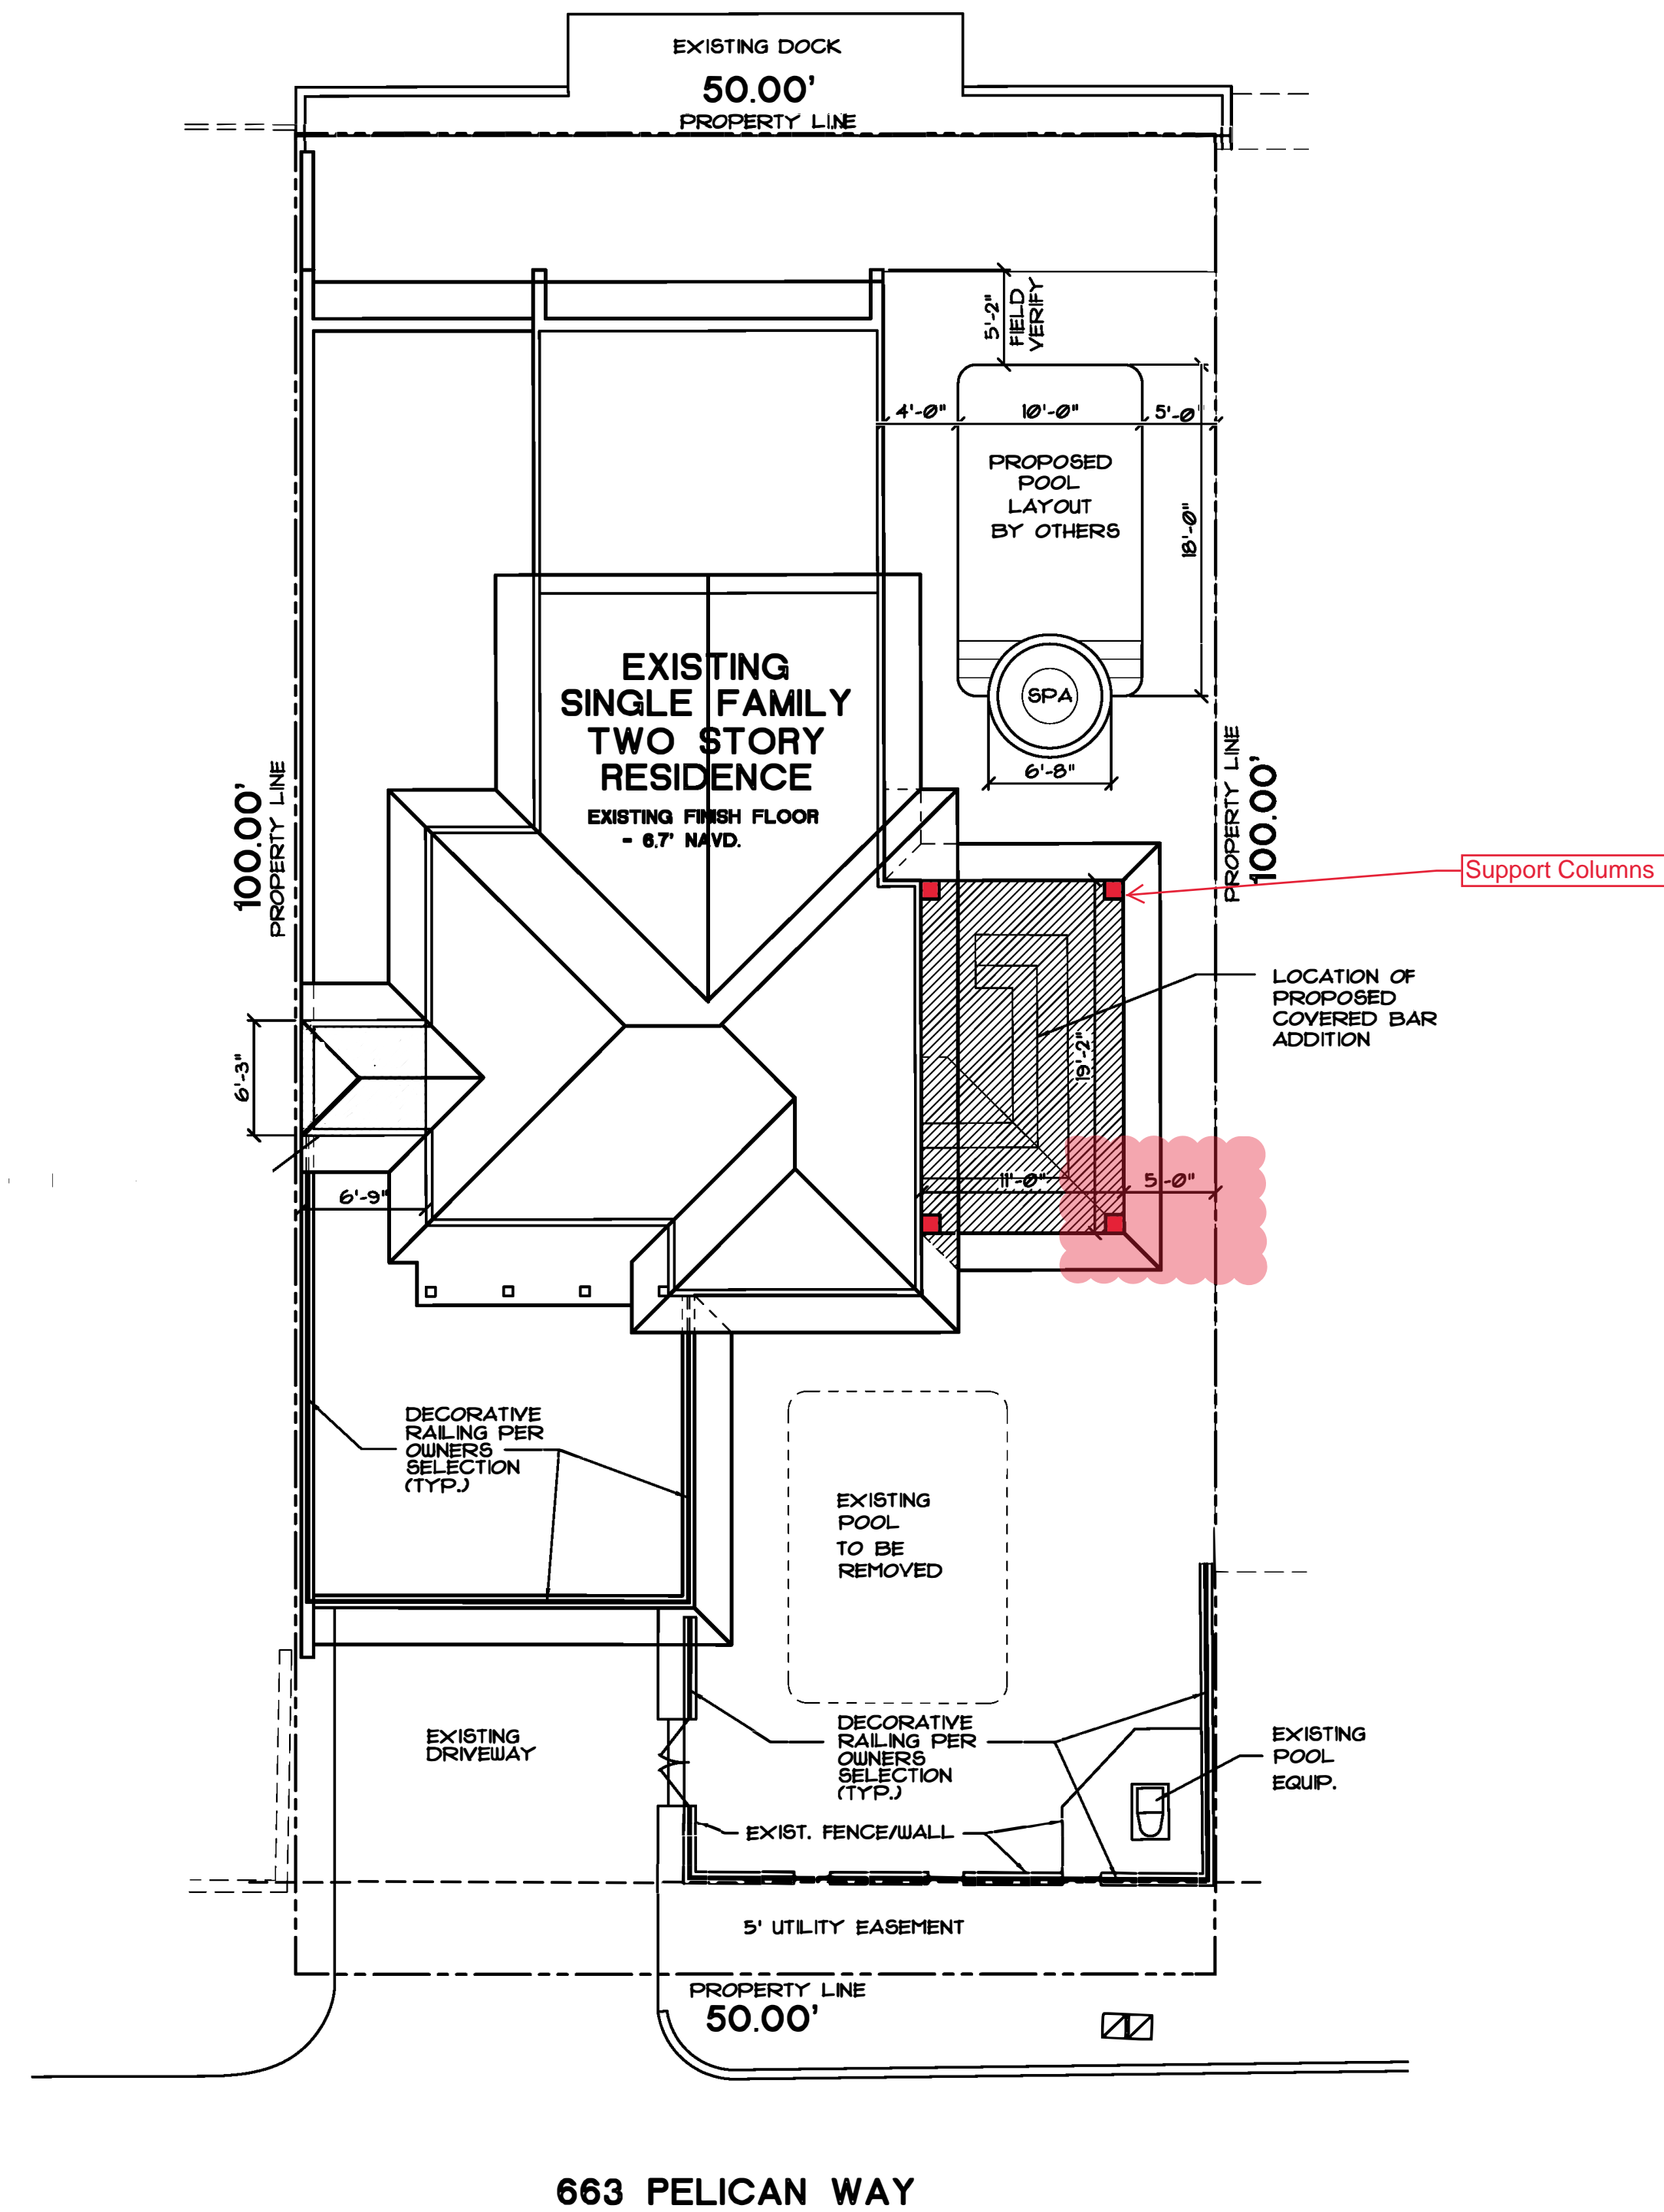 EXISTING DOCK
50.00'
PROPERTY LINE
5'-2"
FIELD
VERIFY
4'-0"
10'-0"
5'-0"
PROPOSED
POOL
LAYOUT
BY OTHERS
18'-0"
SPA
6'-8"
EXISTING
SINGLE FAMILY
TWO STORY
RESIDENCE
EXISTING FINISH FLOOR
- 6.7' NAVD.
100.00'
PROPERTY LINE
PROPERTY LINE
100.00'
Support Columns
LOCATION OF
PROPOSED
COVERED BAR
ADDITION
19'-2"
6'-3"
6'-9"
11'-0"
5'-0"
DECORATIVE
RAILING PER
OWNERS
SELECTION
(TYP.)
EXISTING
POOL
TO BE
REMOVED
EXISTING
DRIVEWAY
DECORATIVE
RAILING PER
OWNERS
SELECTION
(TYP.)
EXISTING
POOL
EQUIP.
EXIST. FENCE/WALL
5' UTILITY EASEMENT
PROPERTY LINE
50.00'
663 PELICAN WAY